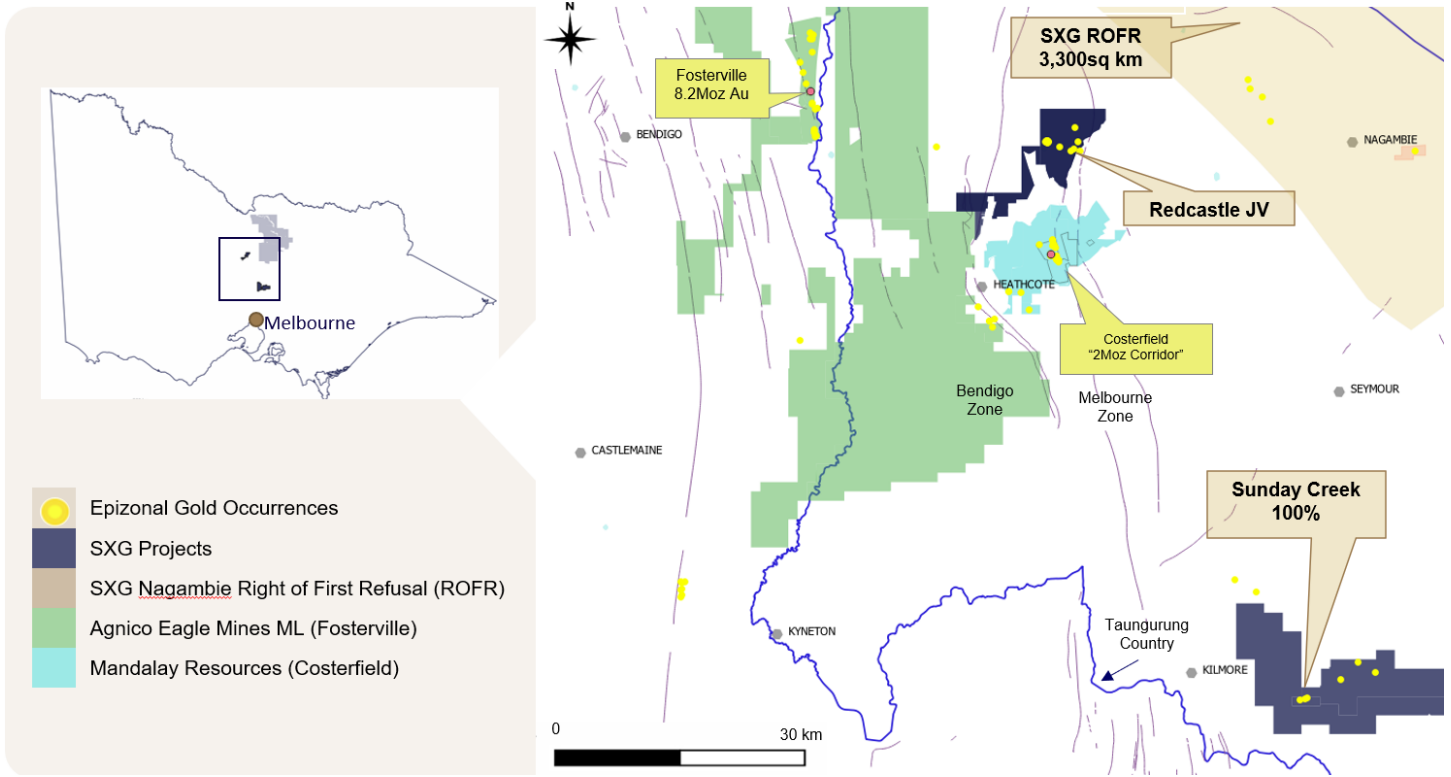 Melbourne
Epizonal Gold Occurrences
SXG Projects
SXG Nagambie Right of First Refusal (ROFR)
Agnico Eagle Mines ML (Fosterville)
Mandalay Resources (Costerfield)
N
SXG ROFR
3,300sq km
Fosterville
8.2Moz Au
BENDIGO
NAGAMBIE
Redcastle JV
HEATHCOTE
Costerfield
"2Moz Corridor"
Bendigo
Zone
Melbourne
Zone
SEYMOUR
CASTLEMAINE
Sunday Creek
100%
Taungurung
Country
KYNETON
KILMORE
0
30 km